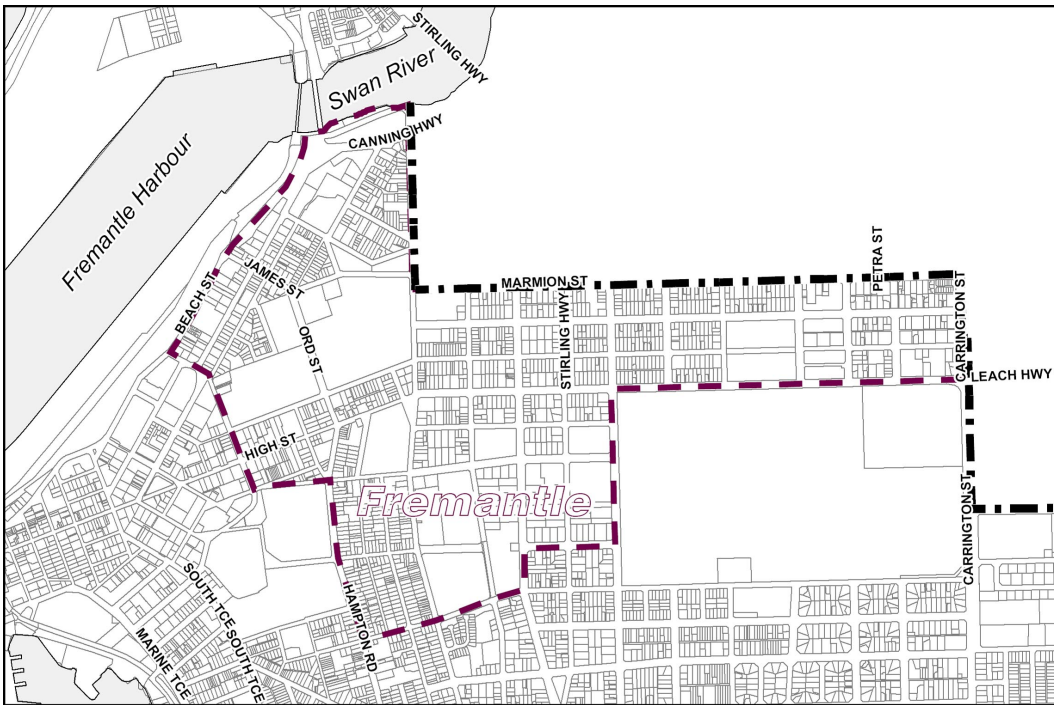 STIRLING HWY
Swan River
CANNING HWY
Fremantle Harbour
JAMES ST
BEACH ST
ORD ST
MARMION ST
PETRA ST
STIRLING HWY
CARRINGTON ST
LEACH HWY
HIGH ST
Fremantle
CARRINGTON ST
SOUTH TCE
SOUTH TCE
HAMPTON RD
MARINE TCE